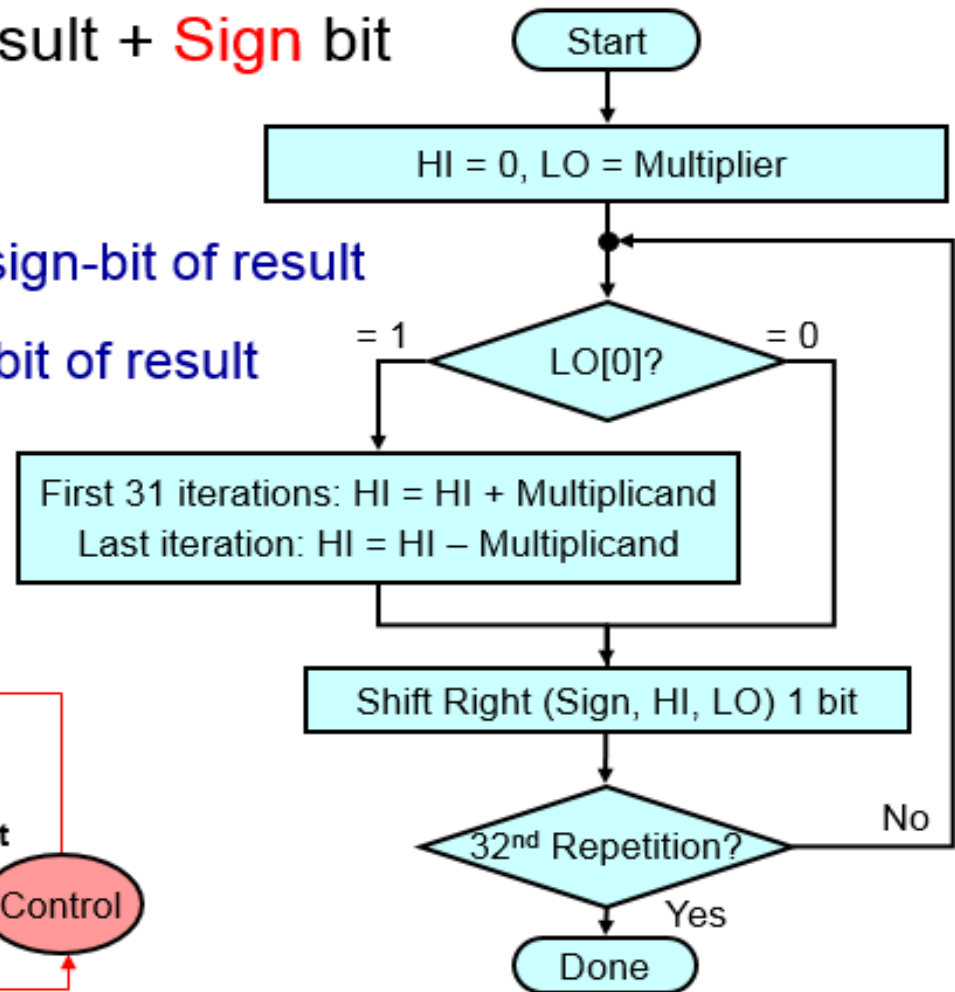 sult + Sign bit
Start
HI = 0, LO = Multiplier
sign-bit of result
= 1
= 0
LO[0]?
bit of result
First 31 iterations: HI = HI + Multiplicand
Last iteration: HI = HI – Multiplicand
Shift Right (Sign, HI, LO) 1 bit
32nd Repetition?
No
t
Control
Yes
Done